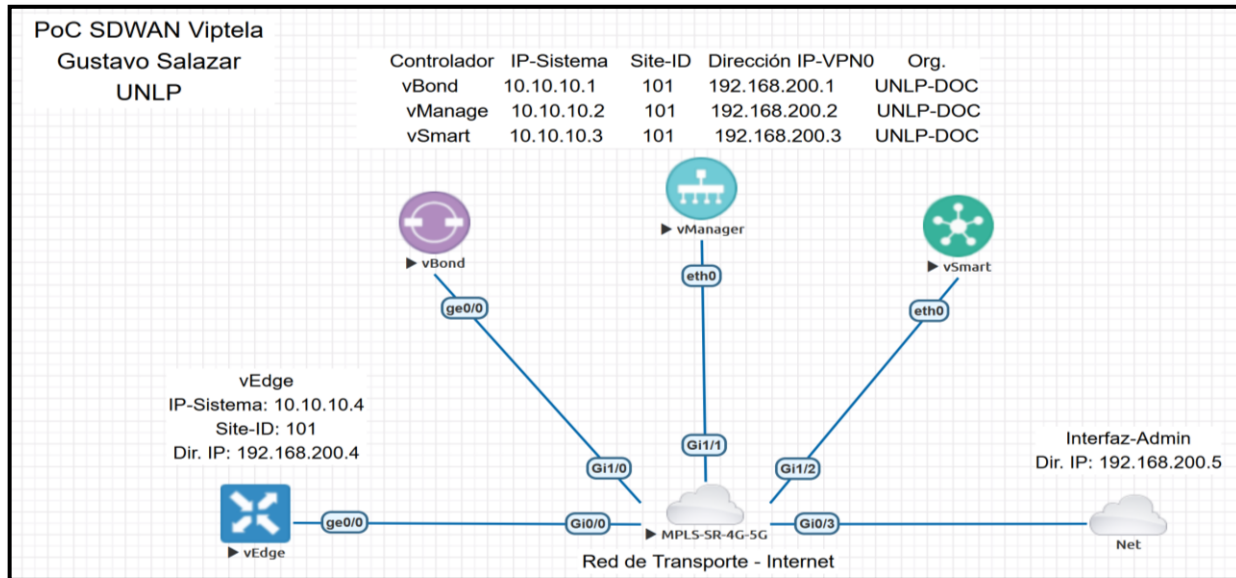 PoC SDWAN Viptela
Gustavo Salazar
UNLP
Controlador IP-Sistema Site-ID Dirección IP-VPN0 Org.
vBond 10.10.10.1 101 192.168.200.1 UNLP-DOC
vManage 10.10.10.2 101 192.168.200.2 UNLP-DOC
vSmart 10.10.10.3 101 192.168.200.3 UNLP-DOC
vManager
vBond
vSmart
eth0
ge0/0
eth0
vEdge
IP-Sistema: 10.10.10.4
Site-ID: 101
Dir. IP: 192.168.200.4
Gi1/1
Gi1/0
Gi1/2
Interfaz-Admin
Dir. IP: 192.168.200.5
ge0/0
Gi0/0
Gi0/3
MPLS-SR-4G-5G
vEdge
Net
Red de Transporte - Internet